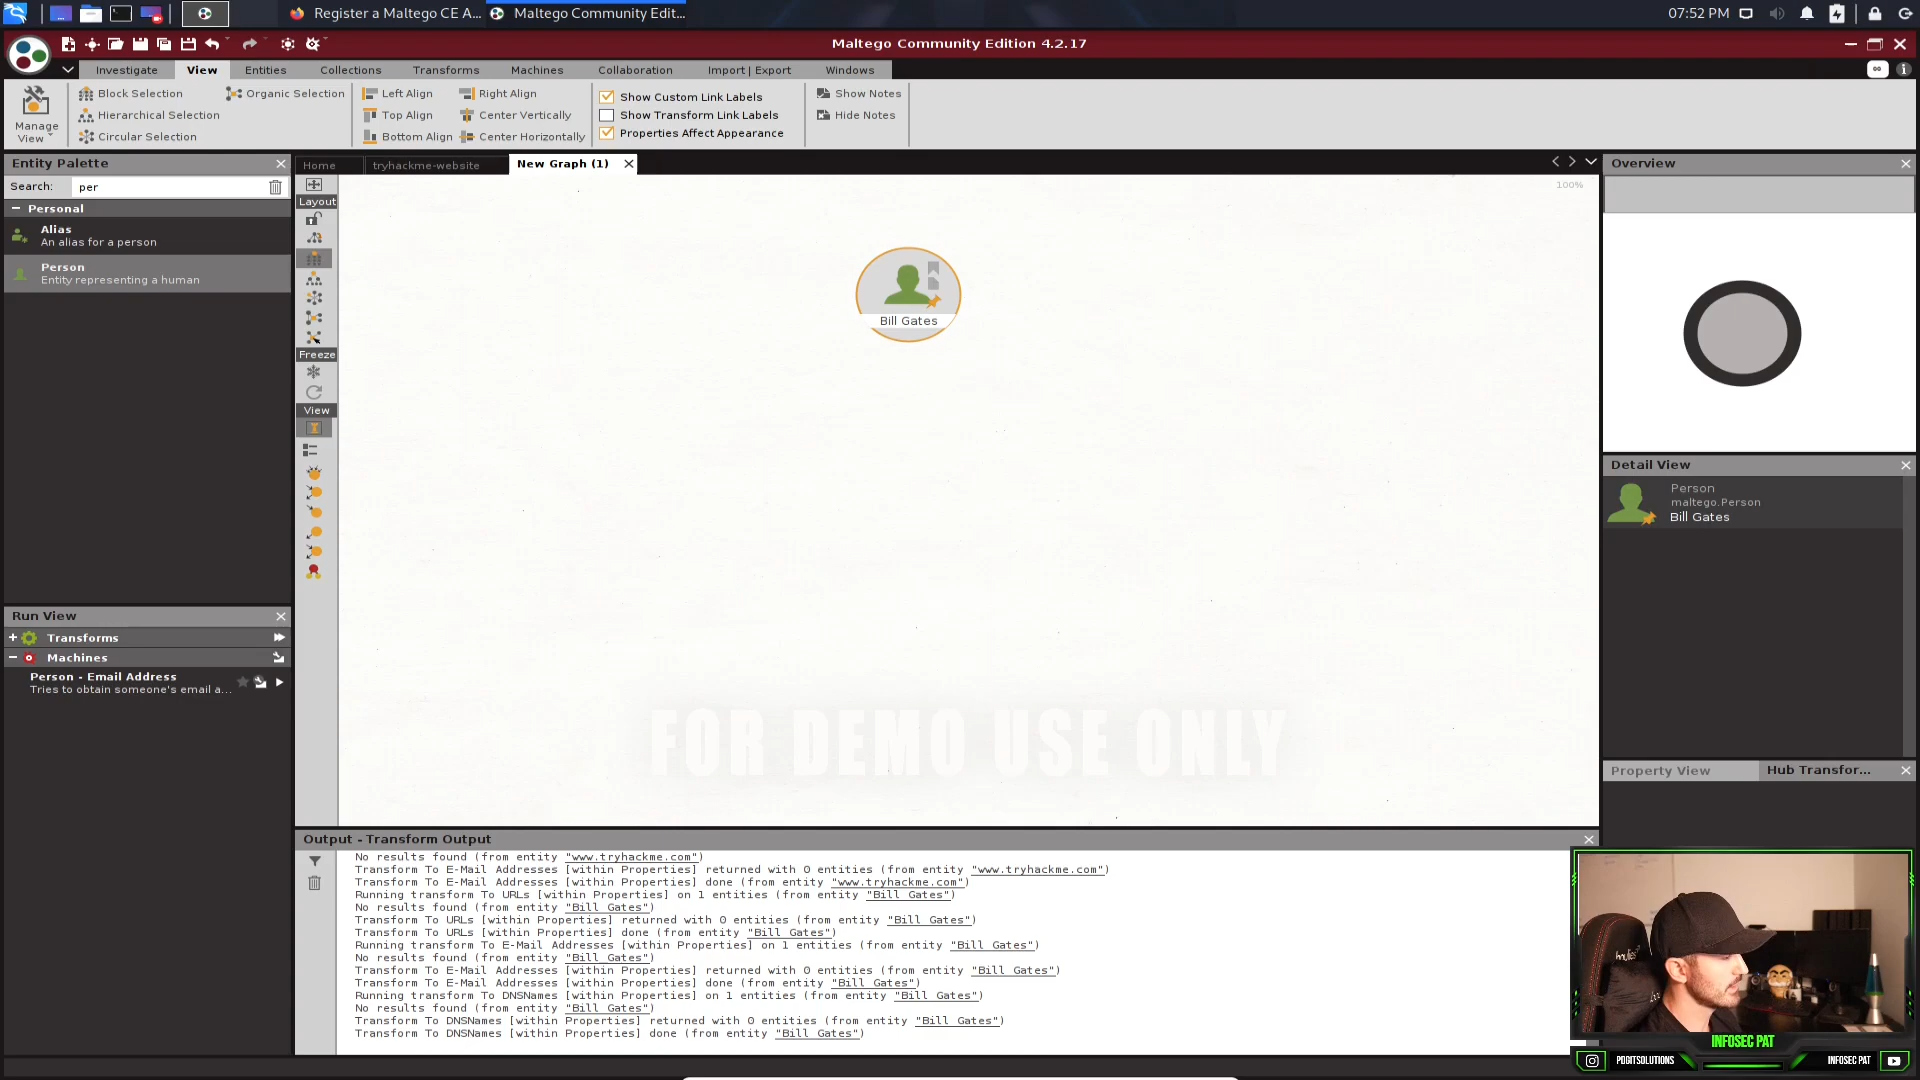 Register a Maltego CE A...
Maltego Community Edit...
07:52 PM
Maltego Community Edition 4.2.17
Investigate
View
Entities
Collections
Transforms
Machines
Collaboration
Import | Export
Windows
Manage
View
Block Selection
Organic Selection
Hierarchical Selection
Circular Selection
Left Align
Right Align
Top Align
Center Vertically
Bottom Align
Center Horizontally
Show Custom Link Labels
Show Transform Link Labels
Properties Affect Appearance
Show Notes
Hide Notes
Entity Palette
Search:
per
Personal
Alias
An alias for a person
Person
Entity representing a human
Run View
Transforms
Machines
Person - Email Address
Tries to obtain someone's email a...
Home
tryhackme-website
New Graph (1)
Layout
Freeze
View
100%
Bill Gates
FOR DEMO USE ONLY
Output - Transform Output
No results found (from entity "www.tryhackme.com")
Transform To E-Mail Addresses [within Properties] returned with 0 entities (from entity "www.tryhackme.com")
Transform To E-Mail Addresses [within Properties] done (from entity "www.tryhackme.com")
Running transform To URLs [within Properties] on 1 entities (from entity "Bill Gates")
No results found (from entity "Bill Gates")
Transform To URLs [within Properties] returned with 0 entities (from entity "Bill Gates")
Transform To URLs [within Properties] done (from entity "Bill Gates")
Running transform To E-Mail Addresses [within Properties] on 1 entities (from entity "Bill Gates")
No results found (from entity "Bill Gates")
Transform To E-Mail Addresses [within Properties] returned with 0 entities (from entity "Bill Gates")
Transform To E-Mail Addresses [within Properties] done (from entity "Bill Gates")
Running transform To DNSNames [within Properties] on 1 entities (from entity "Bill Gates")
No results found (from entity "Bill Gates")
Transform To DNSNames [within Properties] returned with 0 entities (from entity "Bill Gates")
Transform To DNSNames [within Properties] done (from entity "Bill Gates")
Overview
Detail View
Person
maltego.Person
Bill Gates
Property View
Hub Transfor...
INFOSEC PAT
PDGITSOLUTIONS
INFOSEC PAT